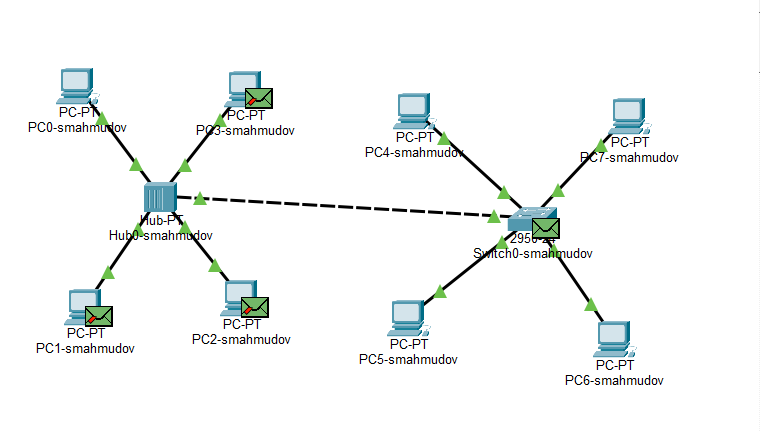 PC-PT
PC0-smahmudov
PC-PT
PC3-smahmudov
PC-PT
PC4-smahmudov
PC-PT
PC7-smahmudov
Hub-PT
Hub0-smahmudov
2950-24
Switch0-smahmudov
PC-PT
PC1-smahmudov
PC-PT
PC2-smahmudov
PC-PT
PC5-smahmudov
PC-PT
PC6-smahmudov